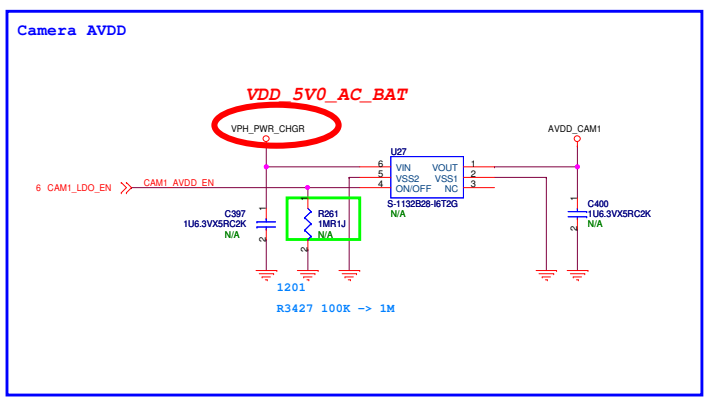 Camera AVDD
VDD_5V0_AC_BAT
VPH_PWR_CHGR
AVDD_CAM1
U27
6 VIN VOUT 1
5 VSS2 VSS1 2
4 ON/OFF NC 3
S-1132B28-I6T2G
N/A
6 CAM1_LDO_EN CAM1_AVDD_EN
1
C397
1U6.3VX5RC2K
N/A
2
1
R261
1MR1J
N/A
2
1
C400
1U6.3VX5RC2K
N/A
2
1201
R3427 100K -> 1M